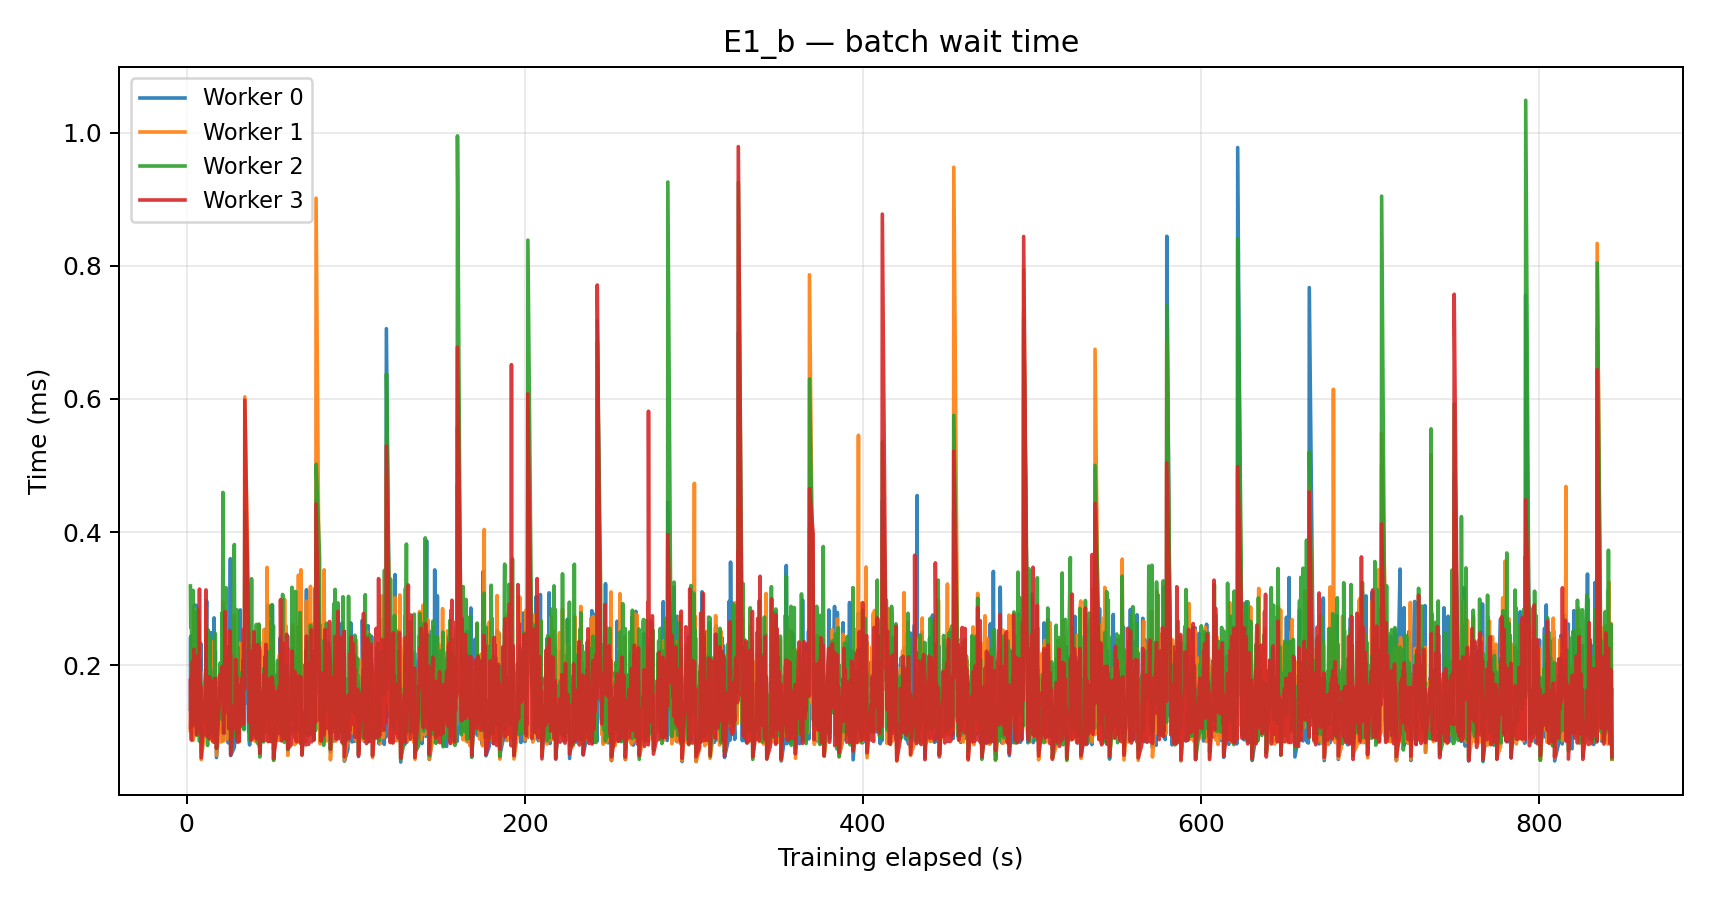 E1_b — batch wait time
Worker 0
Worker 1
Worker 2
Worker 3
1.0
0.8
0.6
0.4
0.2
Time (ms)
0 200 400 600 800
Training elapsed (s)